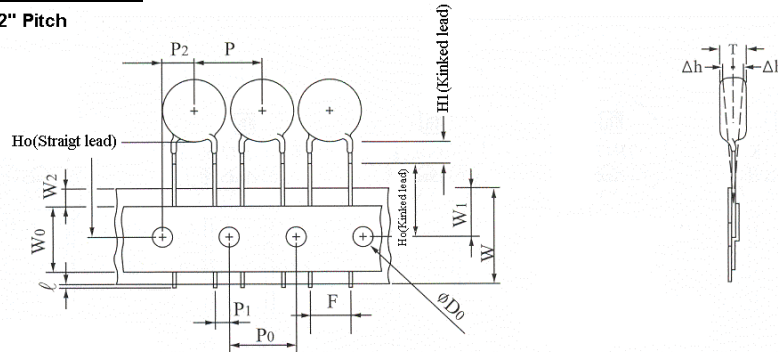 2" Pitch
P2
P
H1(Kinked lead)
T
Δh
Δh
Ho(Straigt lead)
W2
W0
Ho(Kinked lead)
W1
W
ℓ
P1
F
øD0
P0